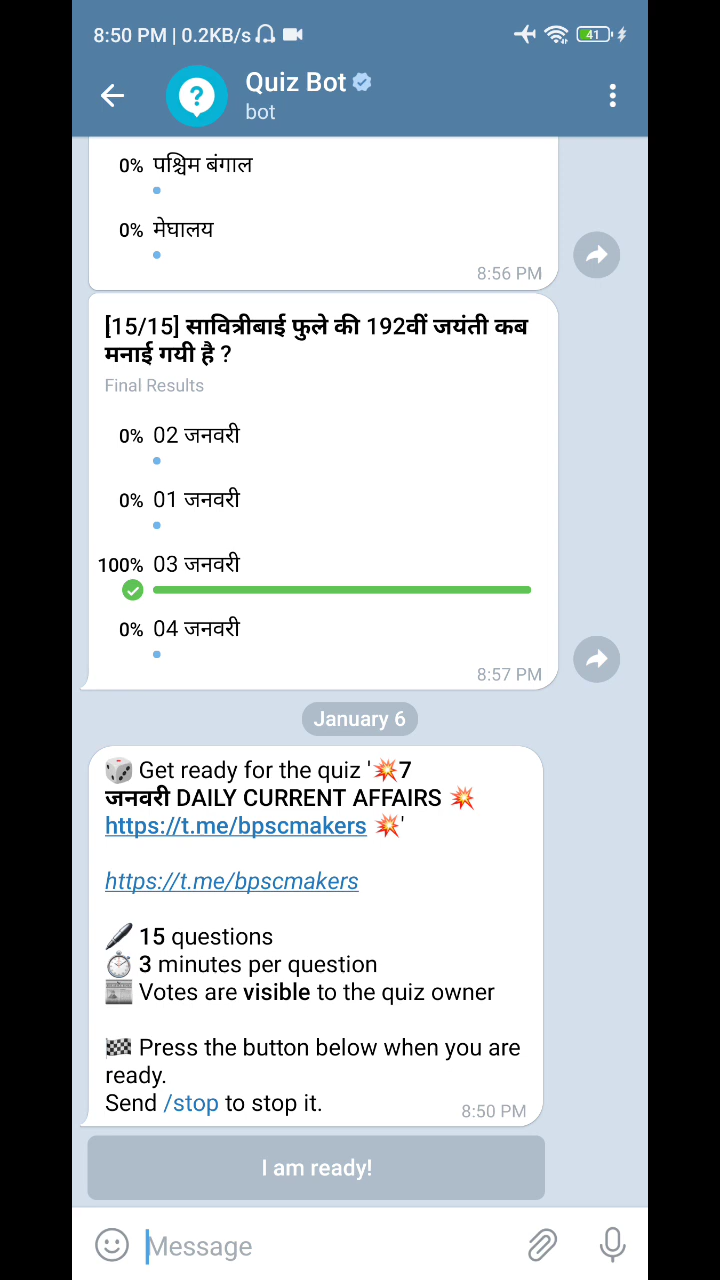 8:50 PM | 0.2KB/s
41
Quiz Bot
bot
0% पश्चिम बंगाल
0% मेघालय
8:56 PM
[15/15] सावित्रीबाई फुले की 192वीं जयंती कब
मनाई गयी है ?
Final Results
0% 02 जनवरी
0% 01 जनवरी
100% 03 जनवरी
0% 04 जनवरी
8:57 PM
January 6
🎲 Get ready for the quiz '💥7
जनवरी DAILY CURRENT AFFAIRS 💥
https://t.me/bpscmakers 💥'
https://t.me/bpscmakers
🖊 15 questions
⏱ 3 minutes per question
📰 Votes are visible to the quiz owner
🏁 Press the button below when you are
ready.
Send /stop to stop it.
8:50 PM
I am ready!
Message